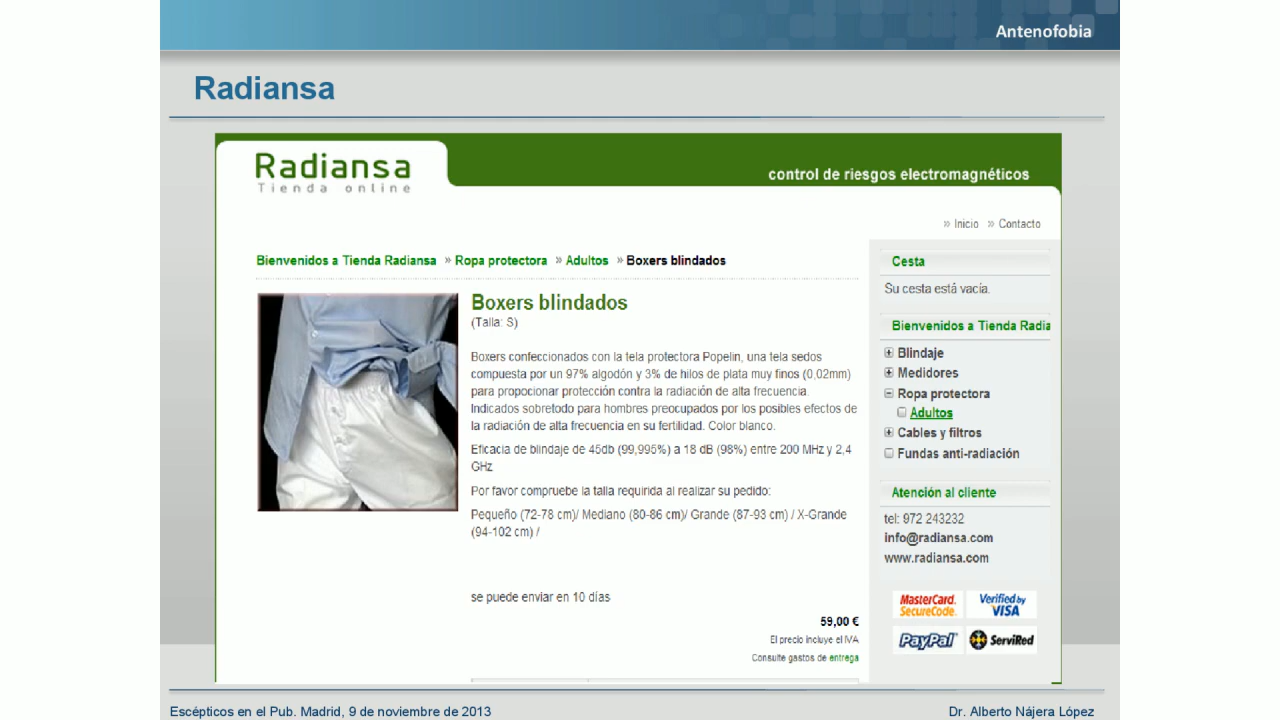 Antenofobia
Radiansa
Radiansa
Tienda online
control de riesgos electromagnéticos
» Inicio » Contacto
Bienvenidos a Tienda Radiansa » Ropa protectora » Adultos » Boxers blindados
Boxers blindados
(Talla: S)
Boxers confeccionados con la tela protectora Popelin, una tela sedos
compuesta por un 97% algodón y 3% de hilos de plata muy finos (0,02mm)
para propocionar protección contra la radiación de alta frecuencia.
Indicados sobretodo para hombres preocupados por los posibles efectos de
la radiación de alta frecuencia en su fertilidad. Color blanco.
Eficacia de blindaje de 45db (99,995%) a 18 dB (98%) entre 200 MHz y 2,4
GHz
Por favor compruebe la talla requirida al realizar su pedido:
Pequeño (72-78 cm)/ Mediano (80-86 cm)/ Grande (87-93 cm) / X-Grande
(94-102 cm) /
se puede enviar en 10 días
59,00 €
El precio incluye el IVA
Consulte gastos de entrega
Cesta
Su cesta está vacía.
Bienvenidos a Tienda Radia
Blindaje
Medidores
Ropa protectora
Adultos
Cables y filtros
Fundas anti-radiación
Atención al cliente
tel: 972 243232
info@radiansa.com
www.radiansa.com
MasterCard. SecureCode.
Verified by VISA
PayPal
ServiRed
Escépticos en el Pub. Madrid, 9 de noviembre de 2013
Dr. Alberto Nájera López